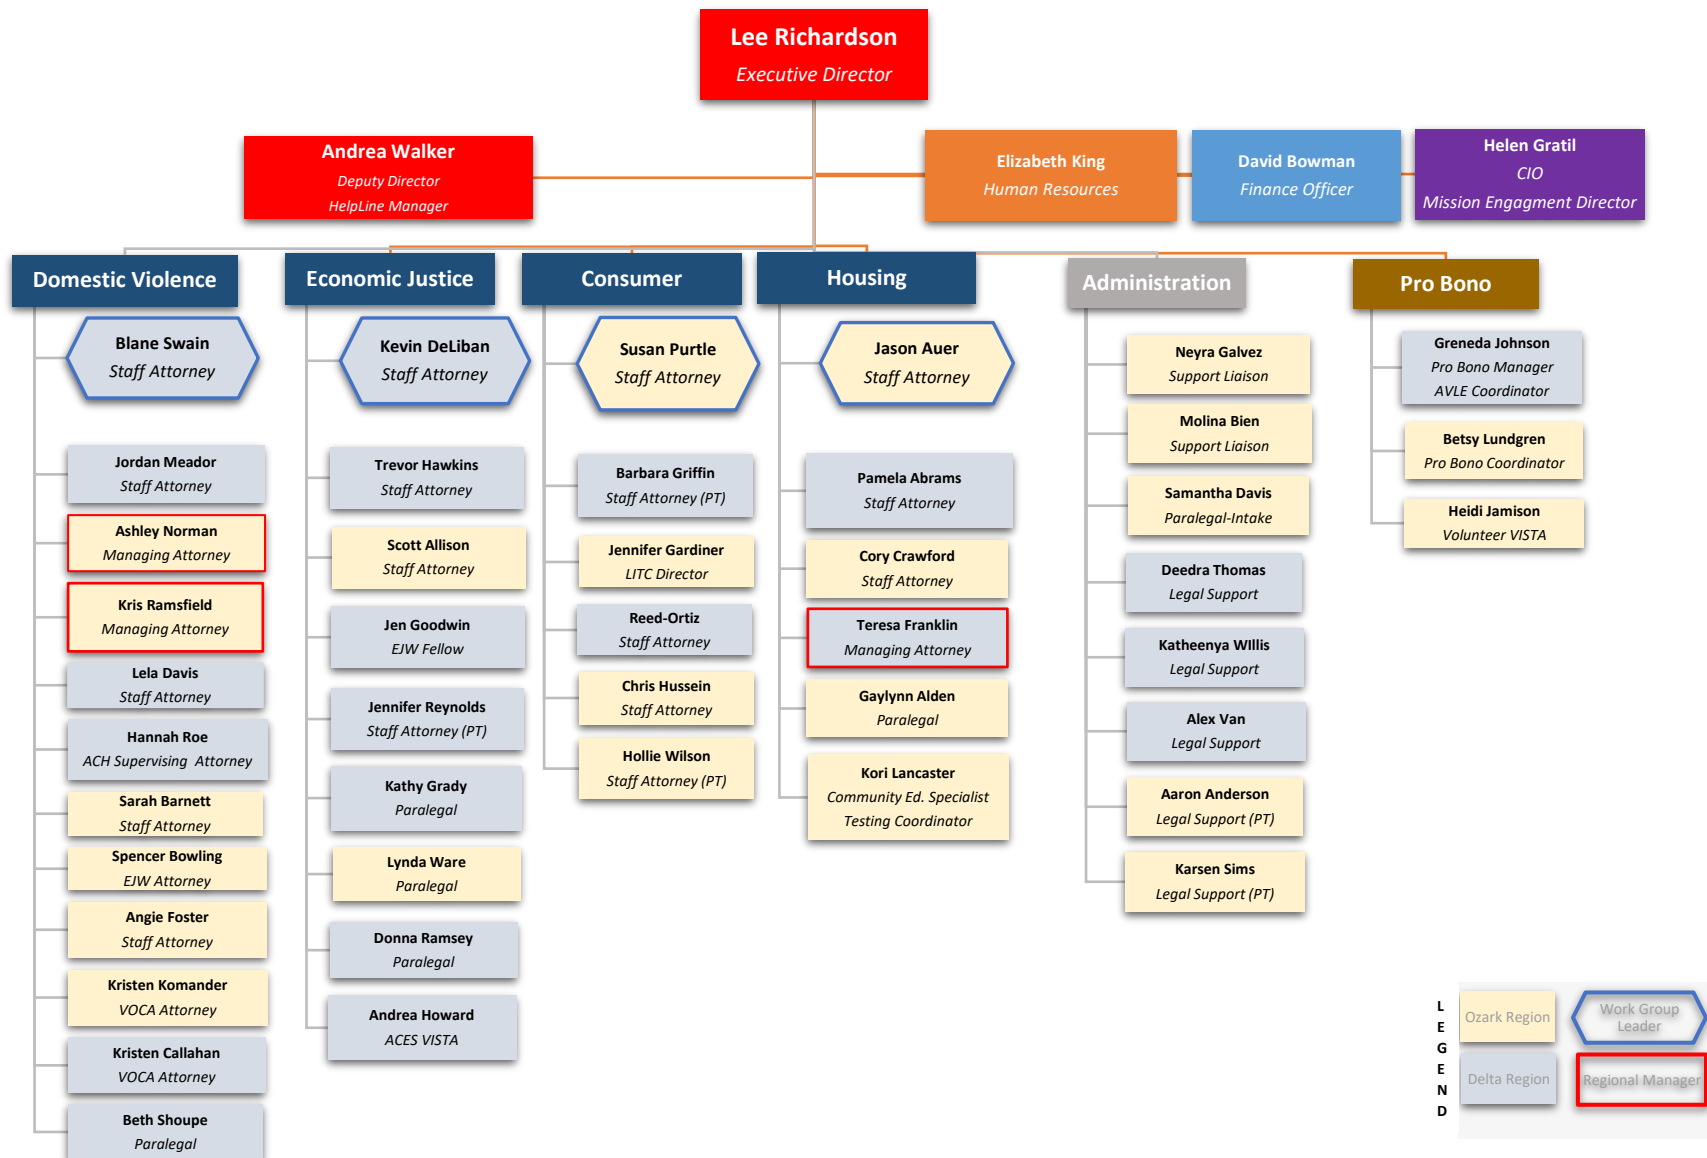 Lee Richardson
Executive Director
Andrea Walker
Deputy Director
HelpLine Manager
Elizabeth King
Human Resources
David Bowman
Finance Officer
Helen Gratil
CIO
Mission Engagment Director
Domestic Violence
Blane Swain
Staff Attorney
Jordan Meador
Staff Attorney
Ashley Norman
Managing Attorney
Kris Ramsfield
Managing Attorney
Lela Davis
Staff Attorney
Hannah Roe
ACH Supervising Attorney
Sarah Barnett
Staff Attorney
Spencer Bowling
EJW Attorney
Angie Foster
Staff Attorney
Kristen Komander
VOCA Attorney
Kristen Callahan
VOCA Attorney
Beth Shoupe
Paralegal
Economic Justice
Kevin DeLiban
Staff Attorney
Trevor Hawkins
Staff Attorney
Scott Allison
Staff Attorney
Jen Goodwin
EJW Fellow
Jennifer Reynolds
Staff Attorney (PT)
Kathy Grady
Paralegal
Lynda Ware
Paralegal
Donna Ramsey
Paralegal
Andrea Howard
ACES VISTA
Consumer
Susan Purtle
Staff Attorney
Barbara Griffin
Staff Attorney (PT)
Jennifer Gardiner
LITC Director
Reed-Ortiz
Staff Attorney
Chris Hussein
Staff Attorney
Hollie Wilson
Staff Attorney (PT)
Housing
Jason Auer
Staff Attorney
Pamela Abrams
Staff Attorney
Cory Crawford
Staff Attorney
Teresa Franklin
Managing Attorney
Gaylynn Alden
Paralegal
Kori Lancaster
Community Ed. Specialist
Testing Coordinator
Administration
Neyra Galvez
Support Liaison
Molina Bien
Support Liaison
Samantha Davis
Paralegal-Intake
Deedra Thomas
Legal Support
Katheenya WIllis
Legal Support
Alex Van
Legal Support
Aaron Anderson
Legal Support (PT)
Karsen Sims
Legal Support (PT)
Pro Bono
Greneda Johnson
Pro Bono Manager
AVLE Coordinator
Betsy Lundgren
Pro Bono Coordinator
Heidi Jamison
Volunteer VISTA
LEGEND
Ozark Region
Work Group
Leader
Delta Region
Regional Manager